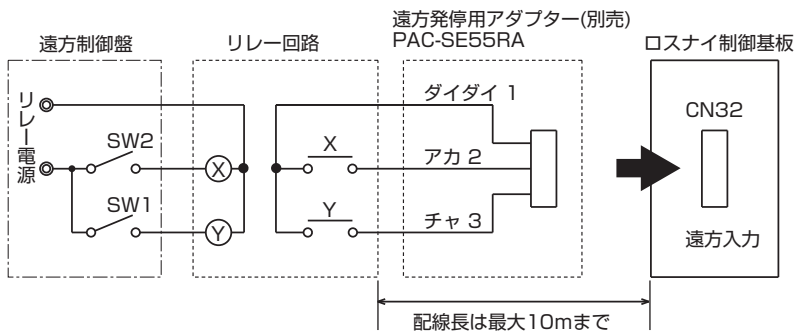 遠方制御盤
リレー回路
遠方発停用アダプター(別売)
PAC-SE55RA
ロスナイ制御基板
リレー電源
SW2
SW1
X
Y
X
Y
ダイダイ 1
アカ 2
チャ 3
CN32
遠方入力
配線長は最大10mまで